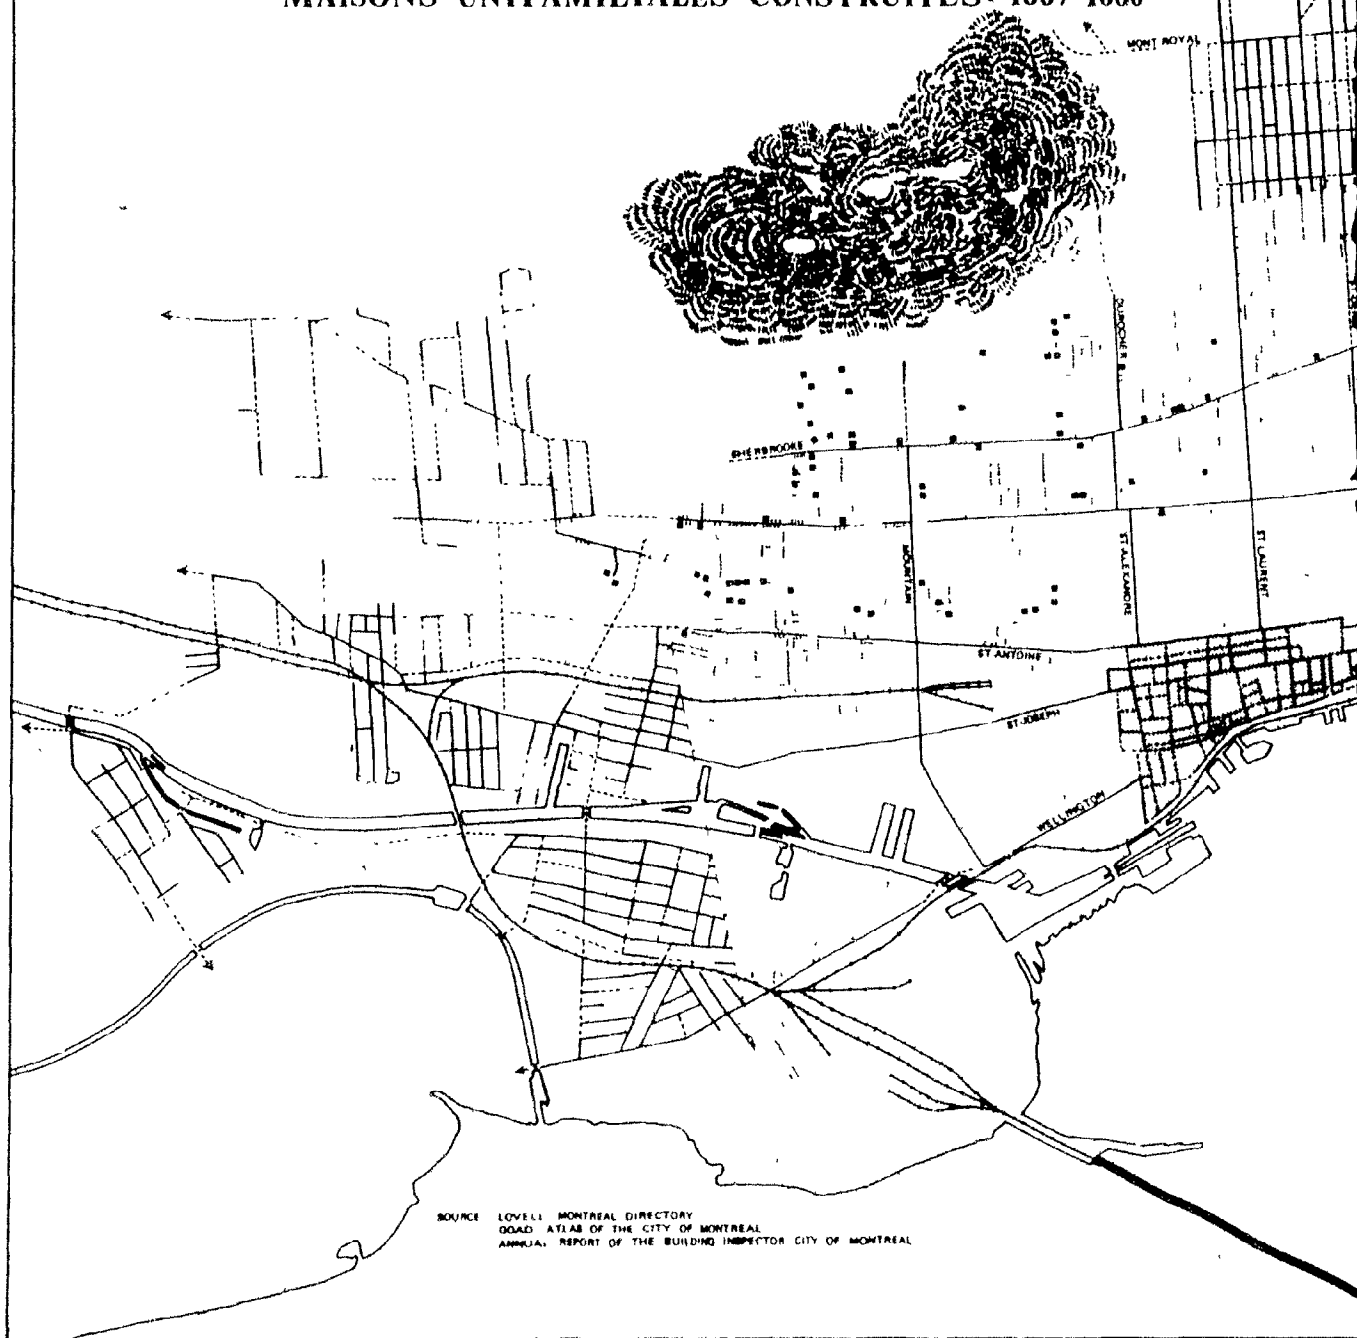 MAISONS UNIFAMILIALES CONSTRUITES
MONT ROYAL
DUROCHER
SHERBROOKE
MOUNTAIN
ST ALEXANDRE
ST LAURENT
ST ANTOINE
ST JOSEPH
WELLINGTON
SOURCE LOVELL MONTREAL DIRECTORY
GOAD ATLAS OF THE CITY OF MONTREAL
ANNUAL REPORT OF THE BUILDING INSPECTOR CITY OF MONTREAL